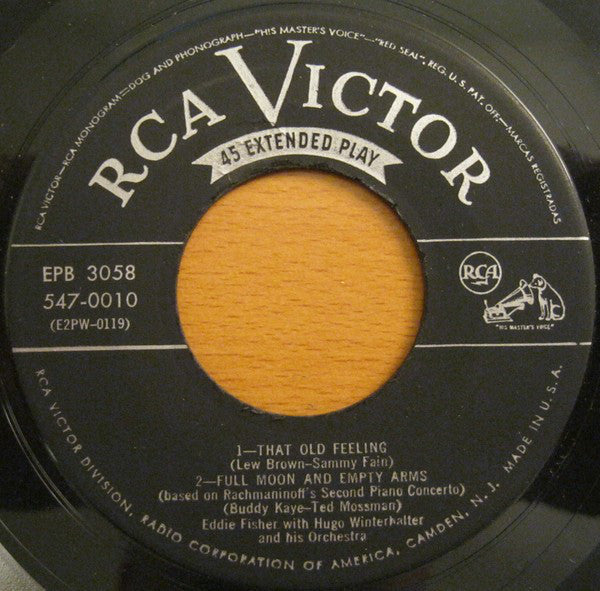 RCA VICTOR—RCA MONOGRAM—DOG AND PHONOGRAPH—"HIS MASTER'S VOICE"—"RED SEAL", REG. U. S. PAT. OFF.—MARCAS REGISTRADAS
RCA VICTOR
45 EXTENDED PLAY
EPB 3058
547-0010
(E2PW-0119)
RCA
"HIS MASTER'S VOICE"
1—THAT OLD FEELING
(Lew Brown-Sammy Fain)
2—FULL MOON AND EMPTY ARMS
(based on Rachmaninoff's Second Piano Concerto)
(Buddy Kaye-Ted Mossman)
Eddie Fisher with Hugo Winterhalter
and his Orchestra
RCA VICTOR DIVISION, RADIO CORPORATION OF AMERICA, CAMDEN, N. J. MADE IN U. S. A.